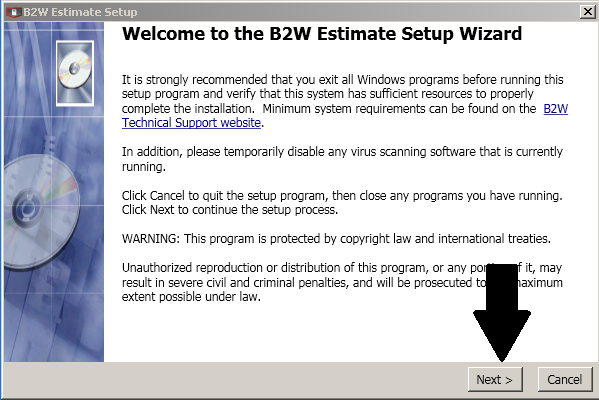 B2W Estimate Setup
Welcome to the B2W Estimate Setup Wizard
It is strongly recommended that you exit all Windows programs before running this
setup program and verify that this system has sufficient resources to properly
complete the installation.  Minimum system requirements can be found on the  B2W
Technical Support website.
In addition, please temporarily disable any virus scanning software that is currently
running.
Click Cancel to quit the setup program, then close any programs you have running.
Click Next to continue the setup process.
WARNING: This program is protected by copyright law and international treaties.
Unauthorized reproduction or distribution of this program, or any of it, may
result in severe civil and criminal penalties, and will be prosecuted to maximum
extent possible under law.
Next >
Cancel